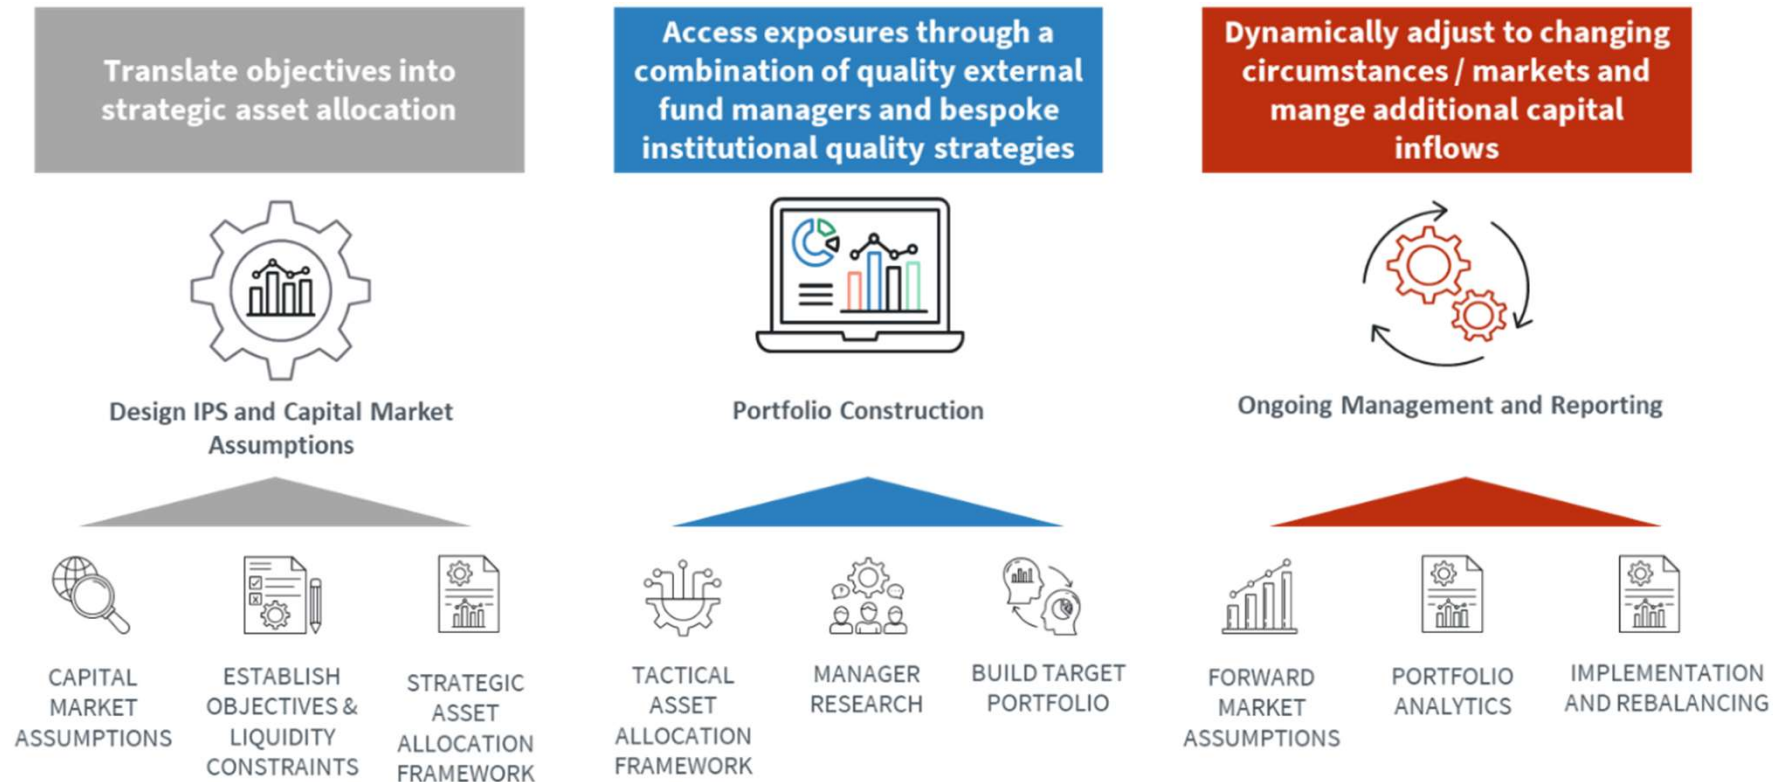 Translate objectives into
strategic asset allocation
Access exposures through a
combination of quality external
fund managers and bespoke
institutional quality strategies
Dynamically adjust to changing
circumstances / markets and
mange additional capital
inflows
Design IPS and Capital Market
Assumptions
Portfolio Construction
Ongoing Management and Reporting
CAPITAL
MARKET
ASSUMPTIONS
ESTABLISH
OBJECTIVES &
LIQUIDITY
CONSTRAINTS
STRATEGIC
ASSET
ALLOCATION
FRAMEWORK
TACTICAL
ASSET
ALLOCATION
FRAMEWORK
MANAGER
RESEARCH
BUILD TARGET
PORTFOLIO
FORWARD
MARKET
ASSUMPTIONS
PORTFOLIO
ANALYTICS
IMPLEMENTATION
AND REBALANCING